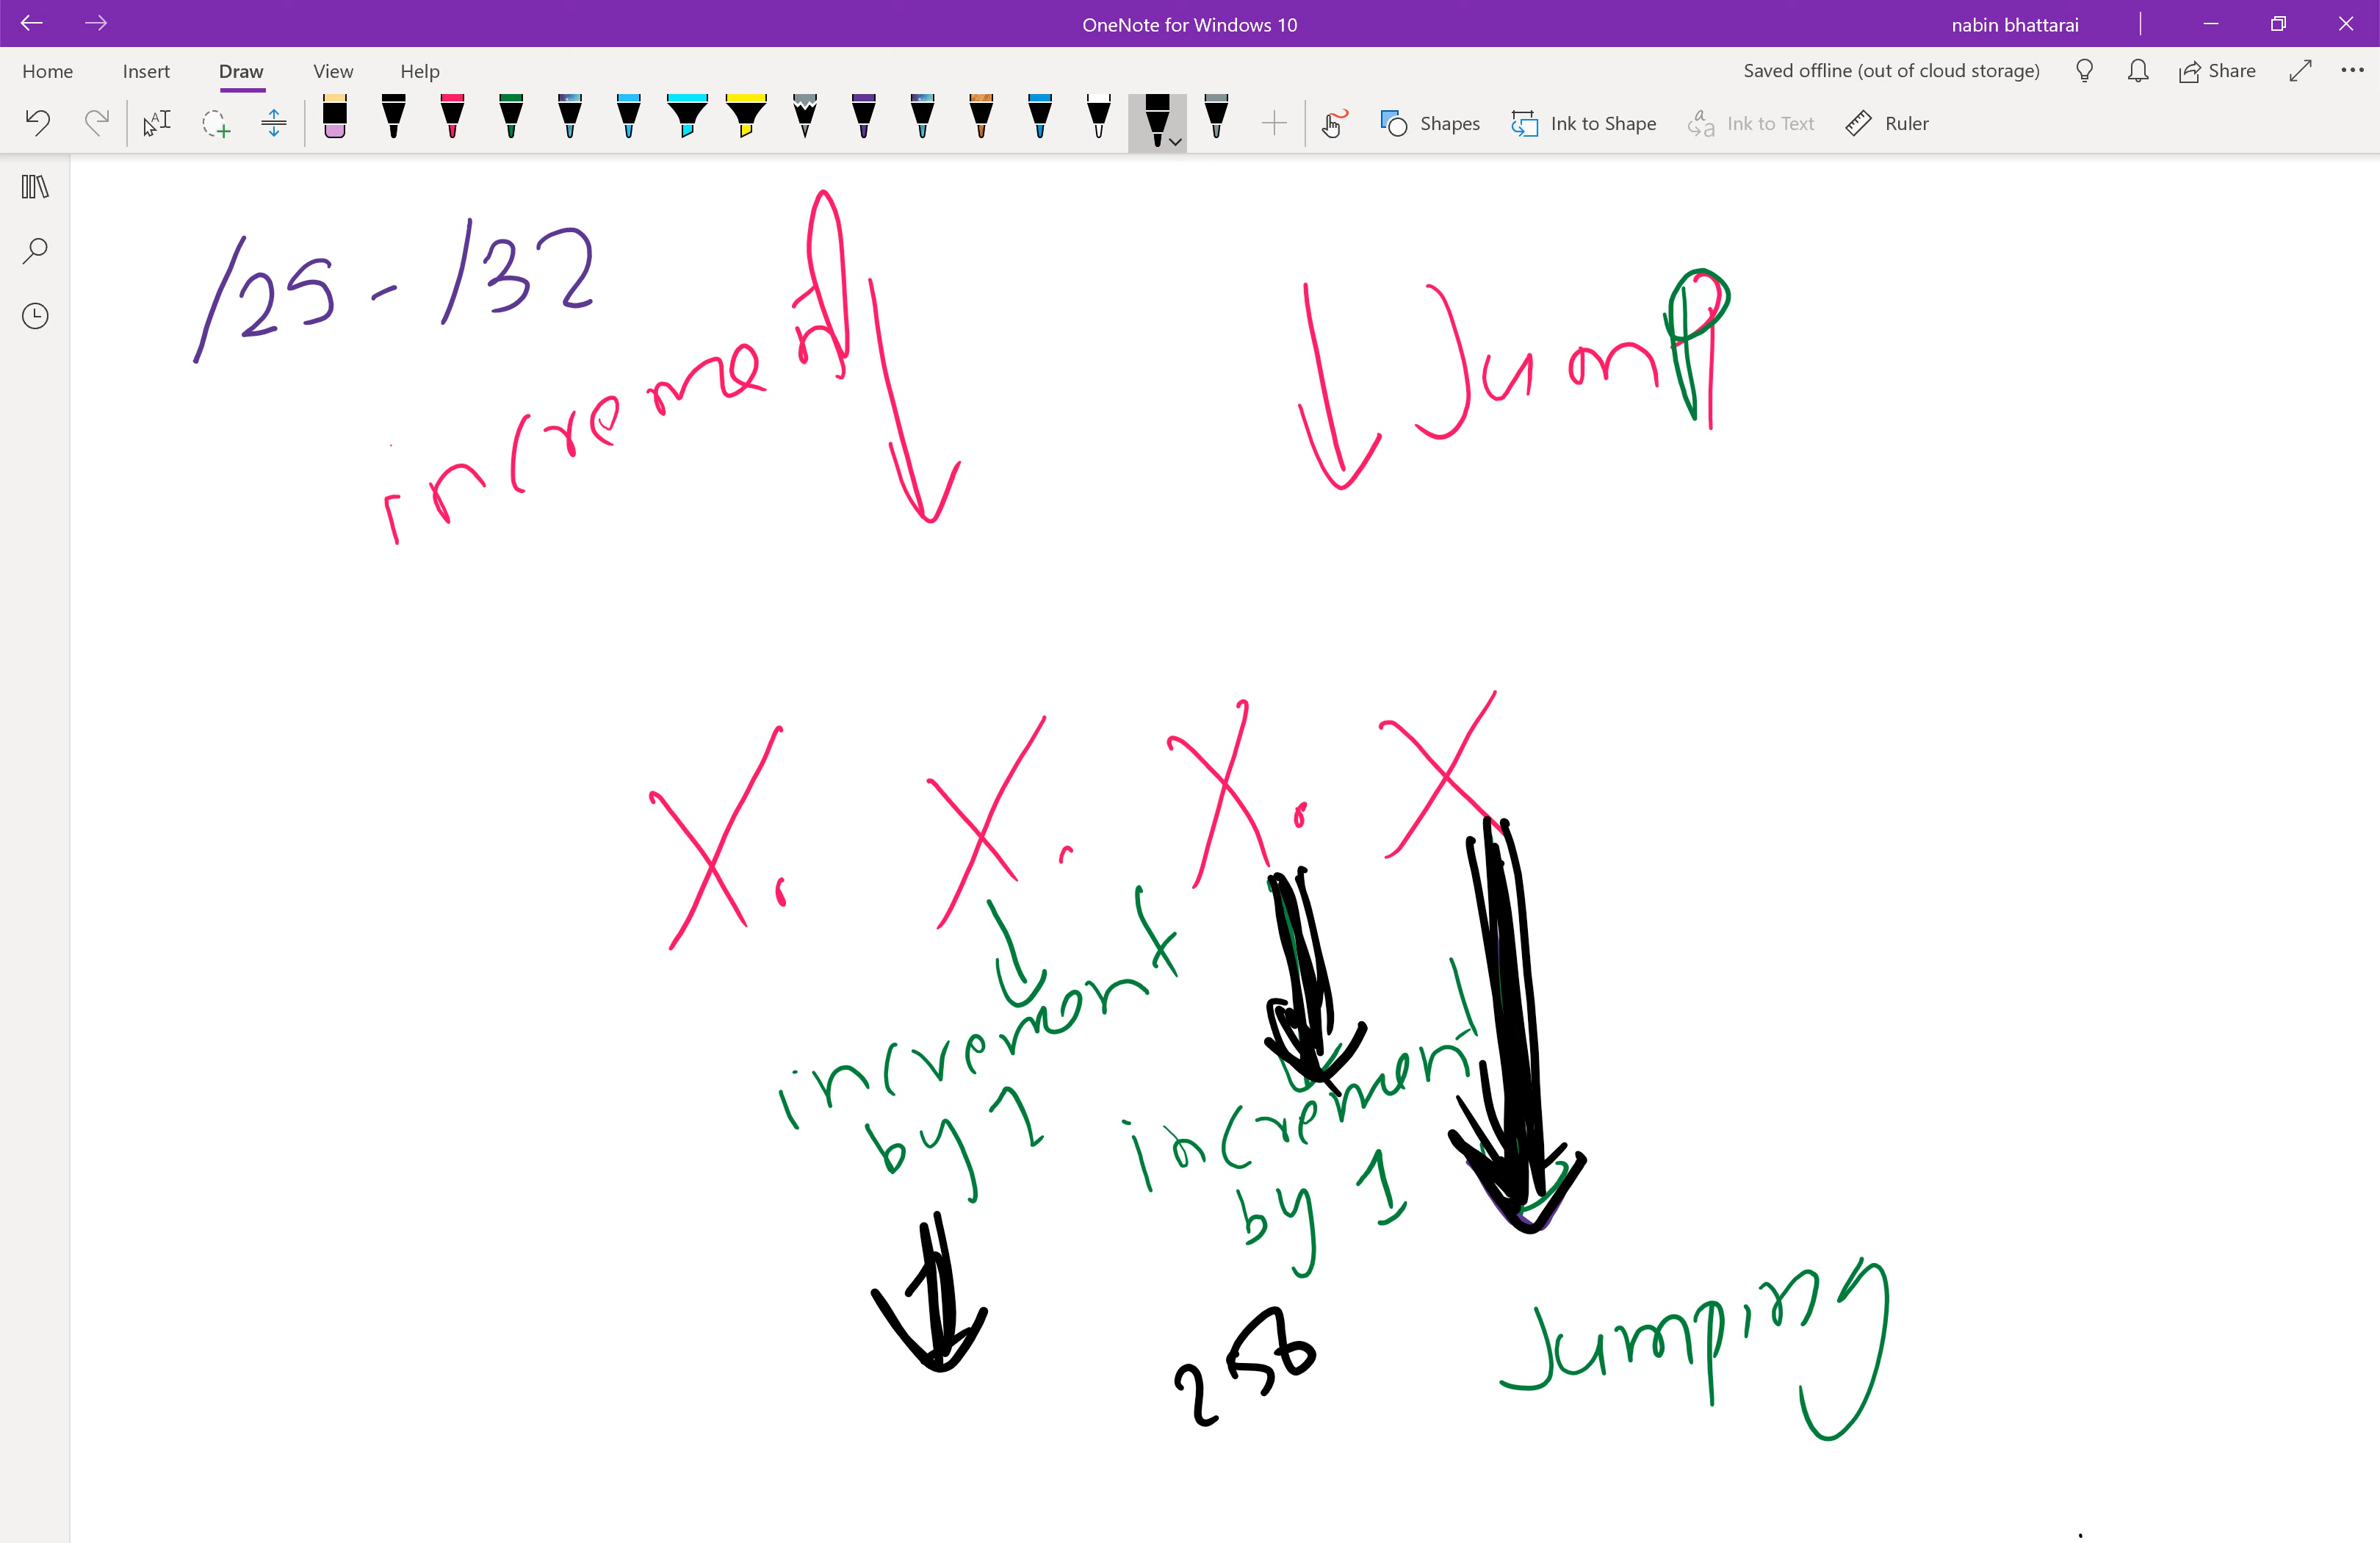 OneNote for Windows 10
nabin bhattarai
Home Insert Draw View Help
Saved offline (out of cloud storage)
Share
Shapes
Ink to Shape
Ink to Text
Ruler
/25 - /32
increment
Jump
X. X. X. X
increment
by 1
increment
by 1
256
Jumping